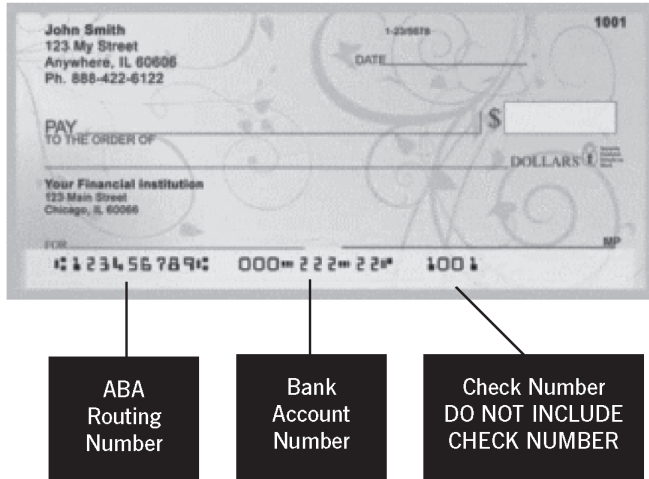 John Smith
1001
123 My Street
1-23/5678
Anywhere, IL 60606
DATE
Ph. 888-422-6122
PAY
TO THE ORDER OF
$
DOLLARS
Your Financial Institution
123 Main Street
Chicago, IL 60066
FOR
MP
⑆123456789⑆ 000⑉222⑉22⑈ 1001
ABA
Routing
Number
Bank
Account
Number
Check Number
DO NOT INCLUDE
CHECK NUMBER